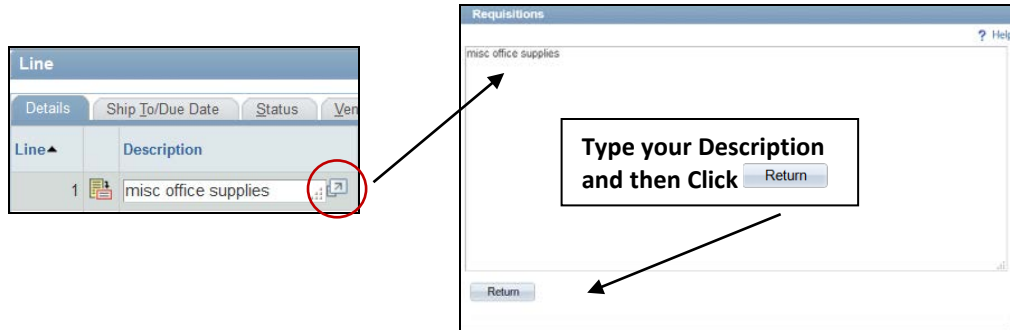 Line
Details Ship To/Due Date Status Ven
Line Description
1 misc office supplies
Requisitions
? Help
misc office supplies
Type your Description
and then Click Return
Return